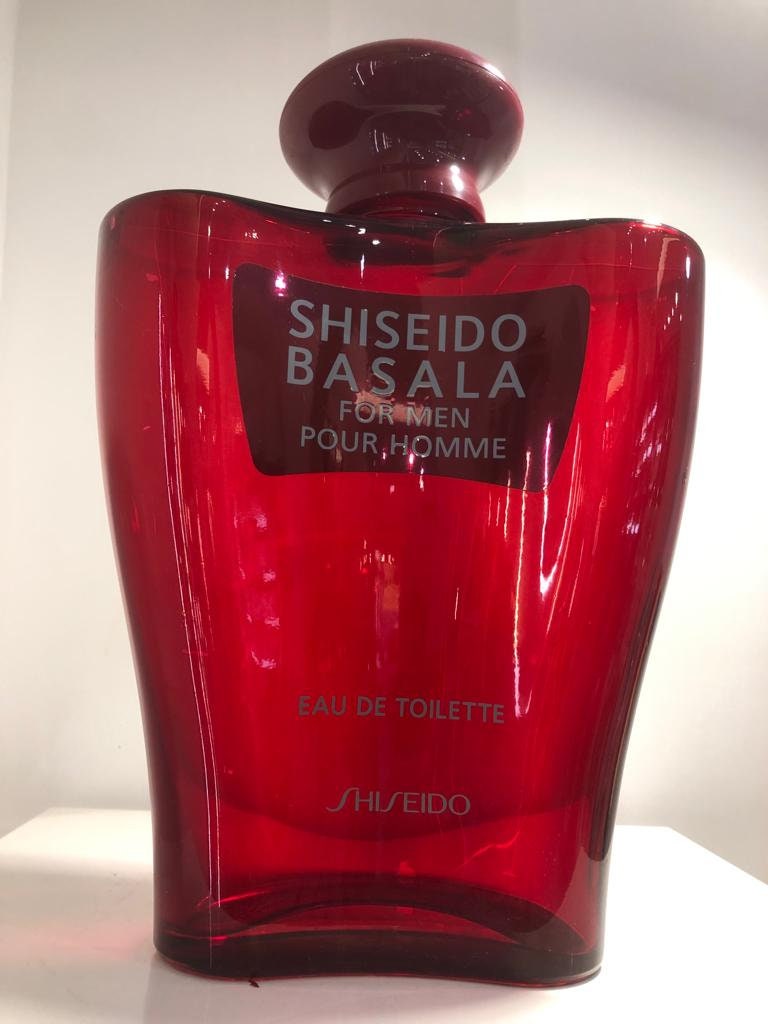 SHISEIDO
BASALA
FOR MEN
POUR HOMME
EAU DE TOILETTE
SHISEIDO